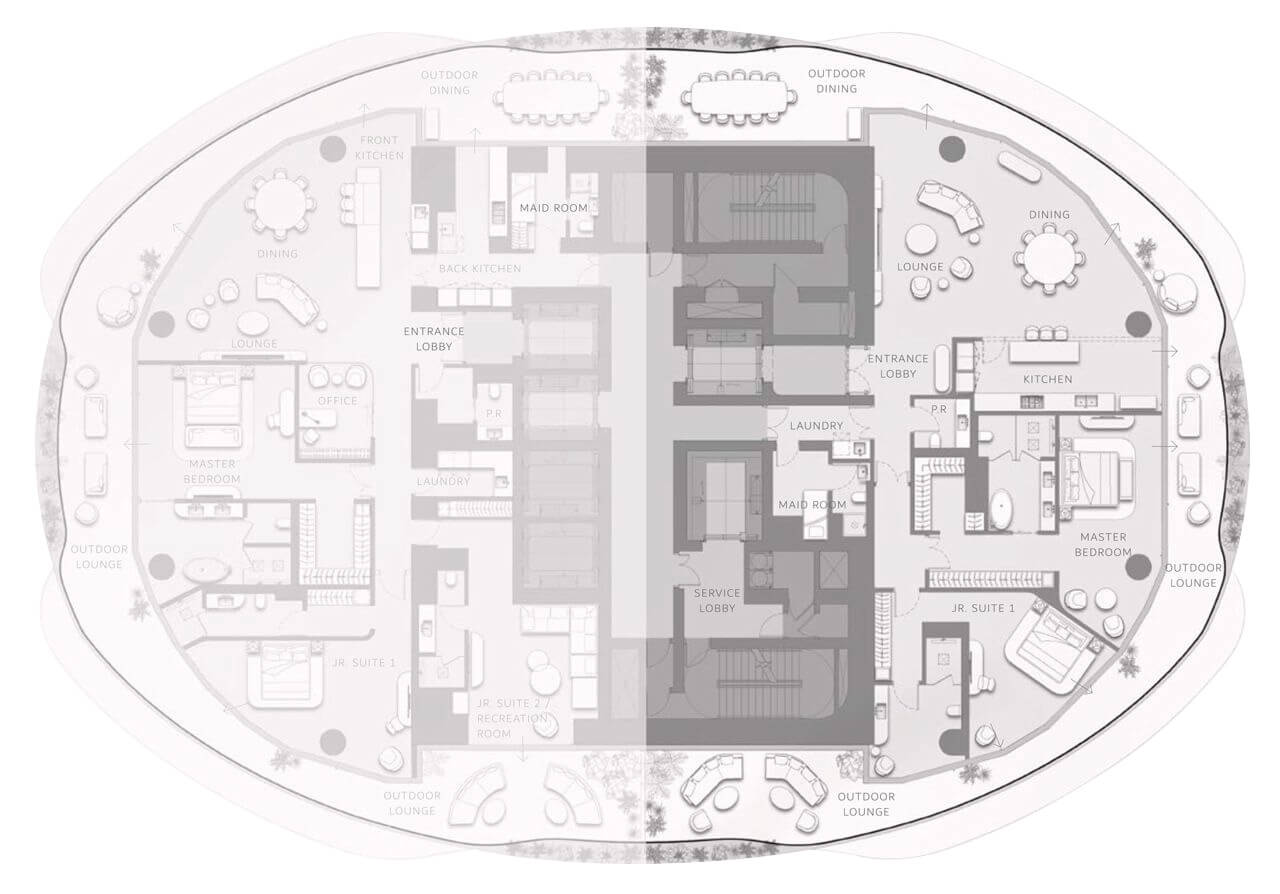 OUTDOOR
DINING
OUTDOOR
DINING
FRONT
KITCHEN
MAID ROOM
DINING
DINING
LOUNGE
BACK KITCHEN
ENTRANCE
LOBBY
LOUNGE
ENTRANCE
LOBBY
KITCHEN
OFFICE
P.R
P.R
LAUNDRY
MASTER
BEDROOM
LAUNDRY
MAID ROOM
MASTER
BEDROOM
OUTDOOR
LOUNGE
OUTDOOR
LOUNGE
SERVICE
LOBBY
JR. SUITE 1
JR. SUITE 1
JR. SUITE 2 /
RECREATION
ROOM
OUTDOOR
LOUNGE
OUTDOOR
LOUNGE